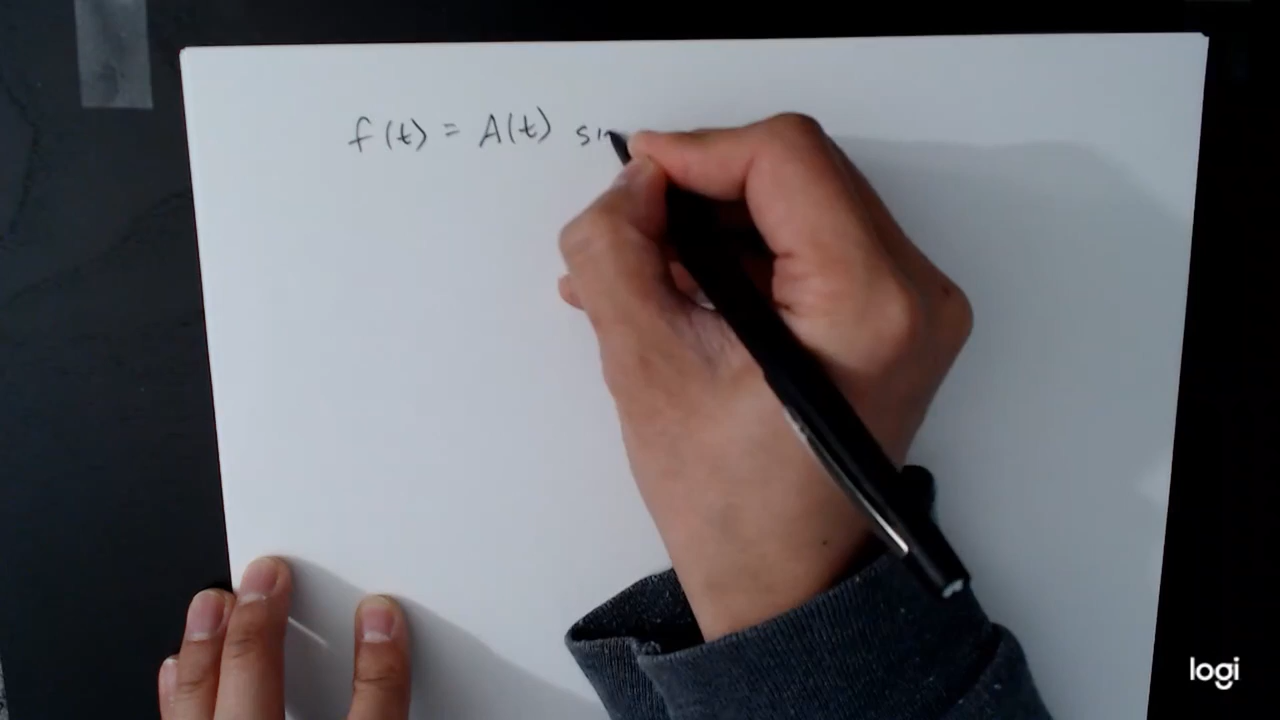 f(t) = A(t) si
logi